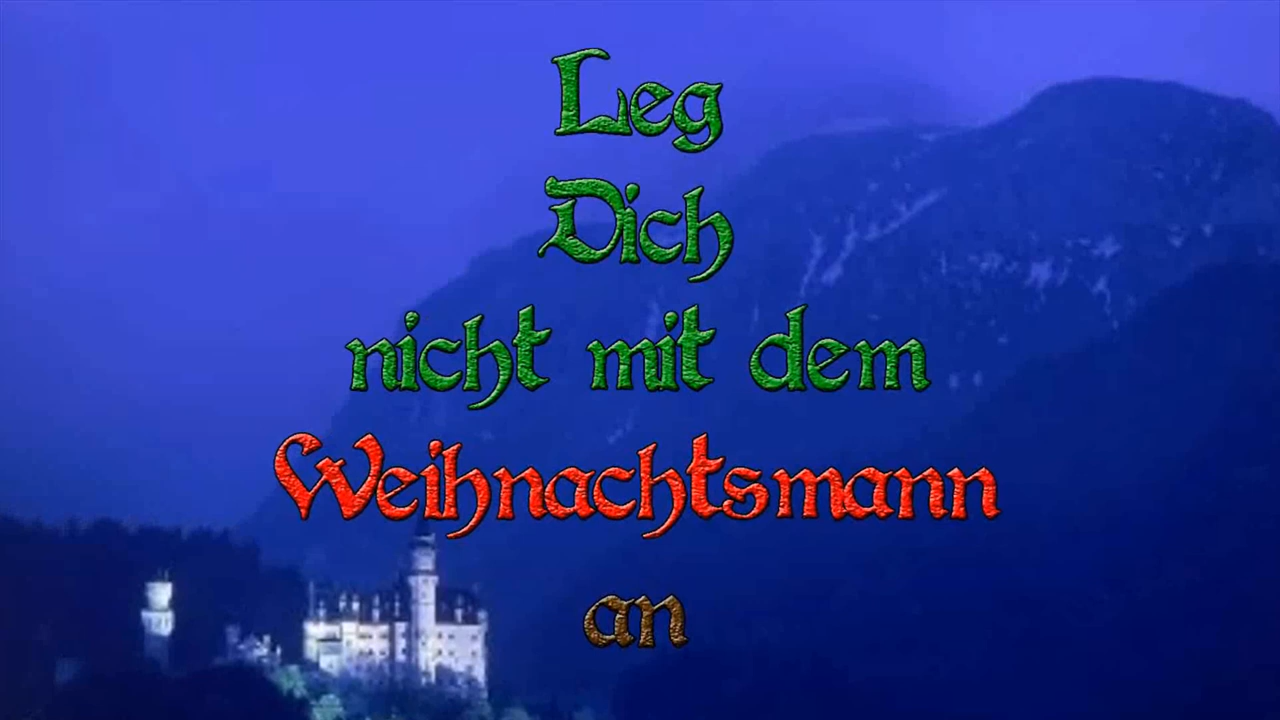 Leg
Dich
nicht mit dem
Weihnachtsmann
an